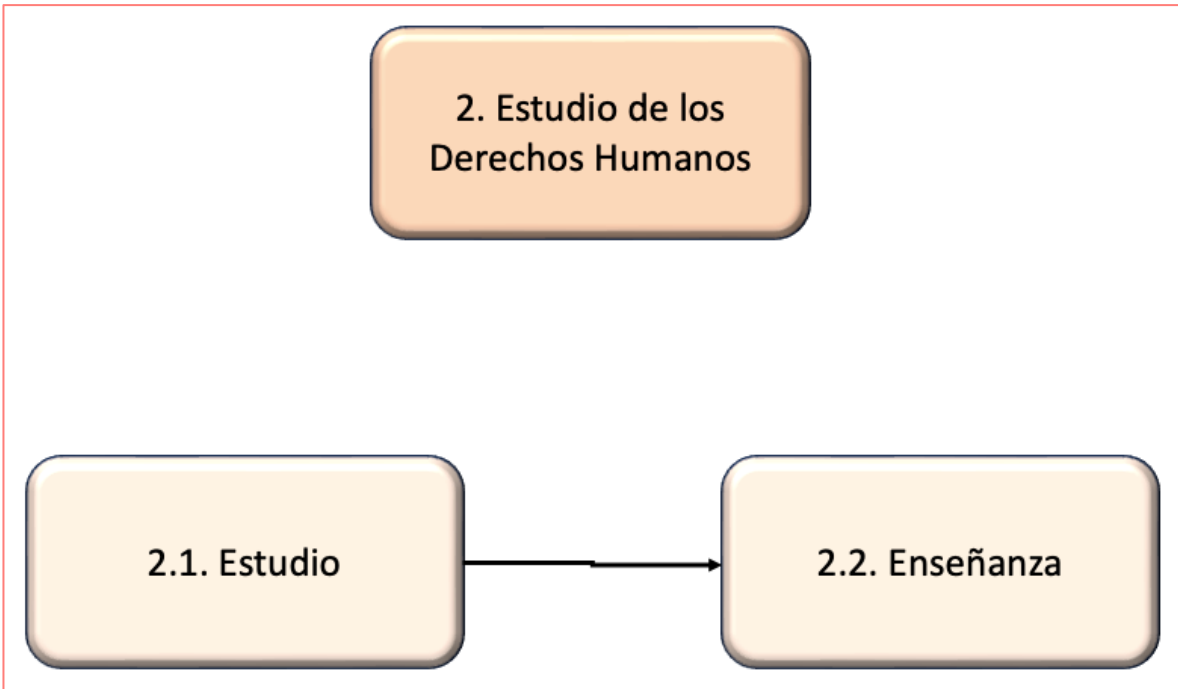 2. Estudio de los
Derechos Humanos
2.1. Estudio
2.2. Enseñanza